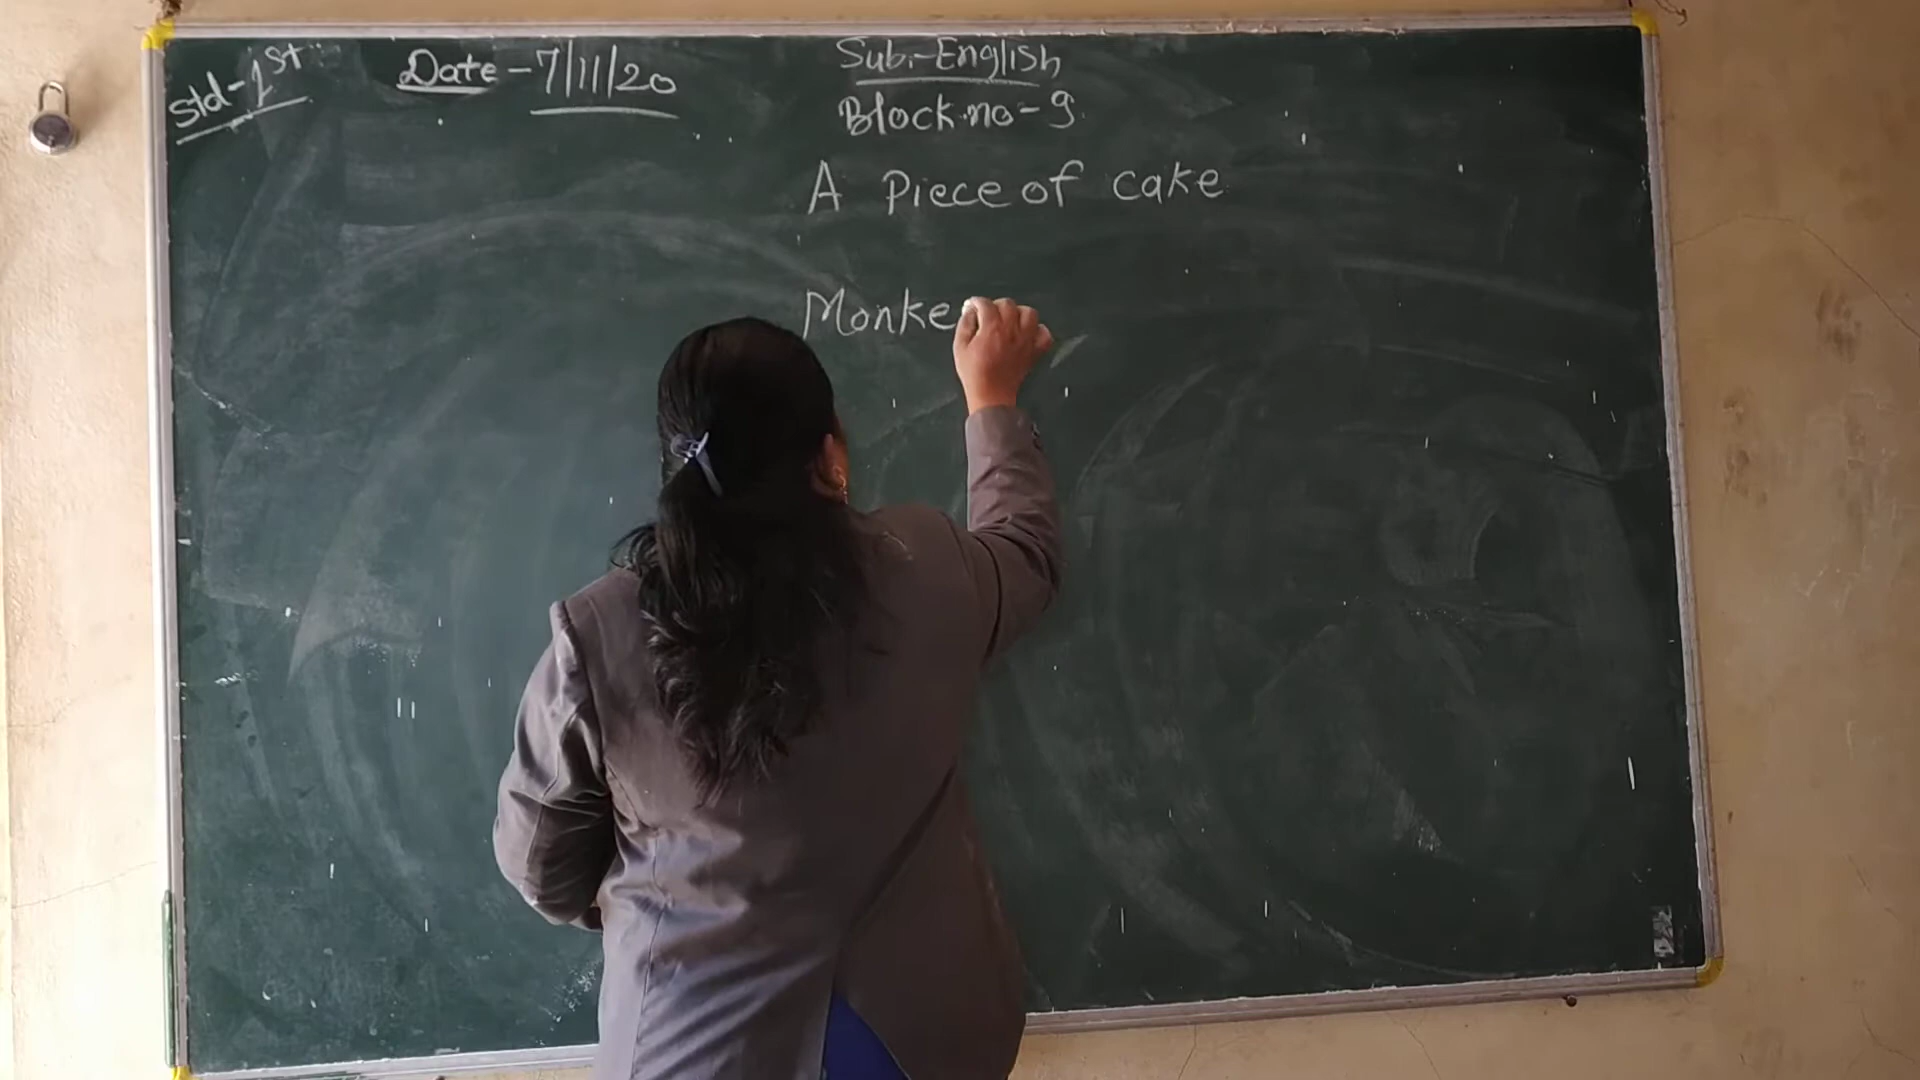 Std-1st
Date-7/11/20
Sub:-English
Block.no-9
A Piece of cake
Monke